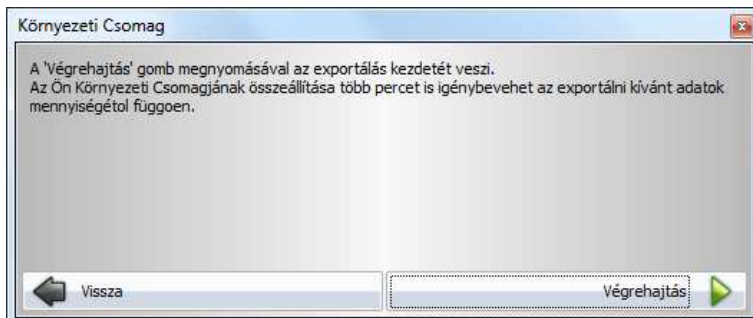 Környezeti Csomag
A 'Végrehajtás' gomb megnyomásával az exportálás kezdetét veszi.
Az Ön Környezeti Csomagjának összeállítása több percet is igénybevehet az exportálni kívánt adatok
mennyiségétol függoen.
Vissza
Végrehajtás